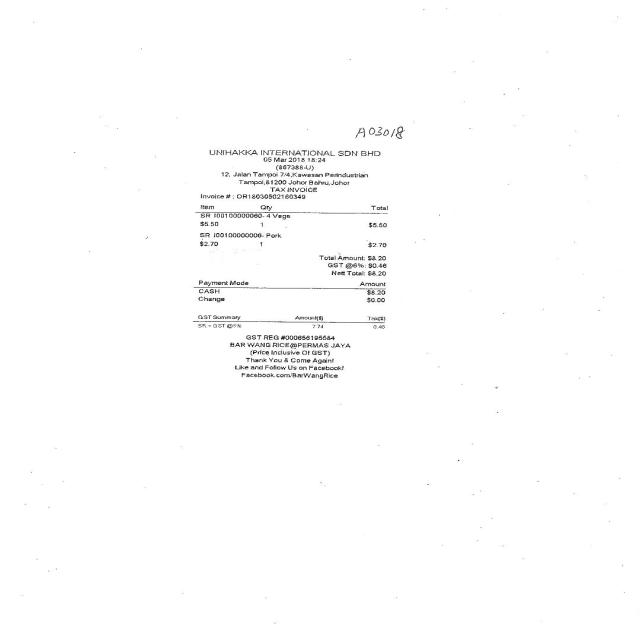 A03018
UNIHAKKA INTERNATIONAL SDN BHD
05 Mar 2018 18:24
(867388-U)
12, Jalan Tampoi 7/4,Kawasan Perindustrian
Tampoi,81200 Johor Bahru,Johor
TAX INVOICE
Invoice # : OR18030502160349
Item Qty Total
SR I00100000060- 4 Vege
$5.50 1 $5.50
SR I00100000006- Pork
$2.70 1 $2.70
Total Amount: $8.20
GST @6%: $0.46
Nett Total: $8.20
Payment Mode Amount
CASH $8.20
Change $0.00
GST Summary Amount($) Tax($)
SR = GST @6% 7.74 0.46
GST REG #000656195584
BAR WANG RICE@PERMAS JAYA
(Price Inclusive Of GST)
Thank You & Come Again!
Like and Follow Us on Facebook!
Facebook.com/BarWangRice